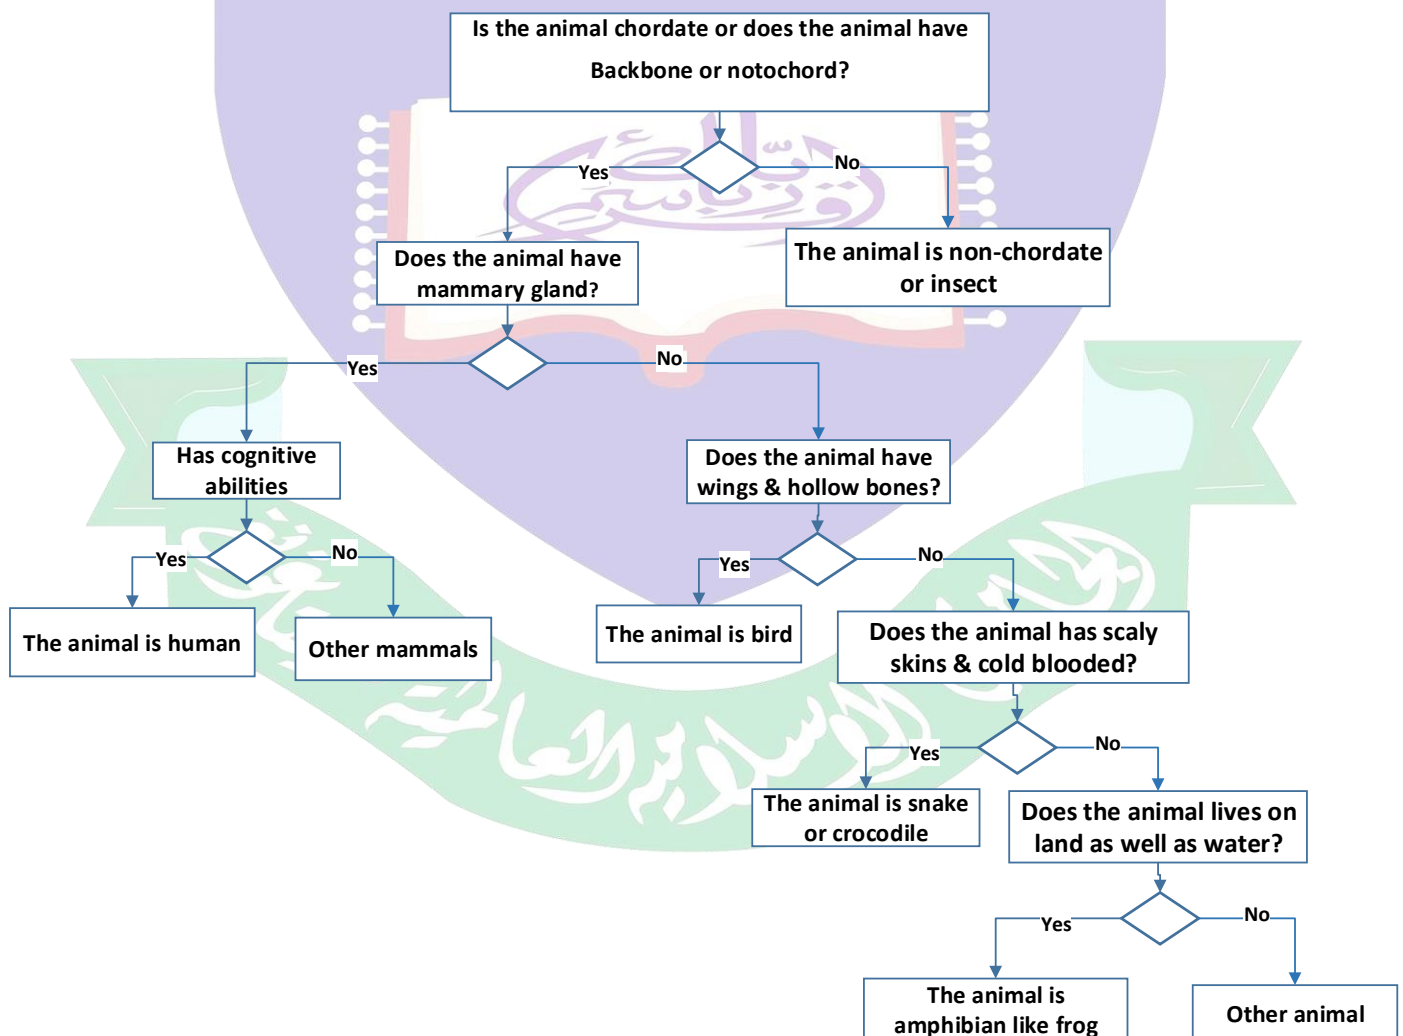 Is the animal chordate or does the animal have
Backbone or notochord?
Yes
No
Does the animal have
mammary gland?
The animal is non-chordate
or insect
Yes
No
Has cognitive
abilities
Does the animal have
wings & hollow bones?
Yes
No
Yes
No
The animal is human
Other mammals
The animal is bird
Does the animal has scaly
skins & cold blooded?
Yes
No
The animal is snake
or crocodile
Does the animal lives on
land as well as water?
Yes
No
The animal is
amphibian like frog
Other animal